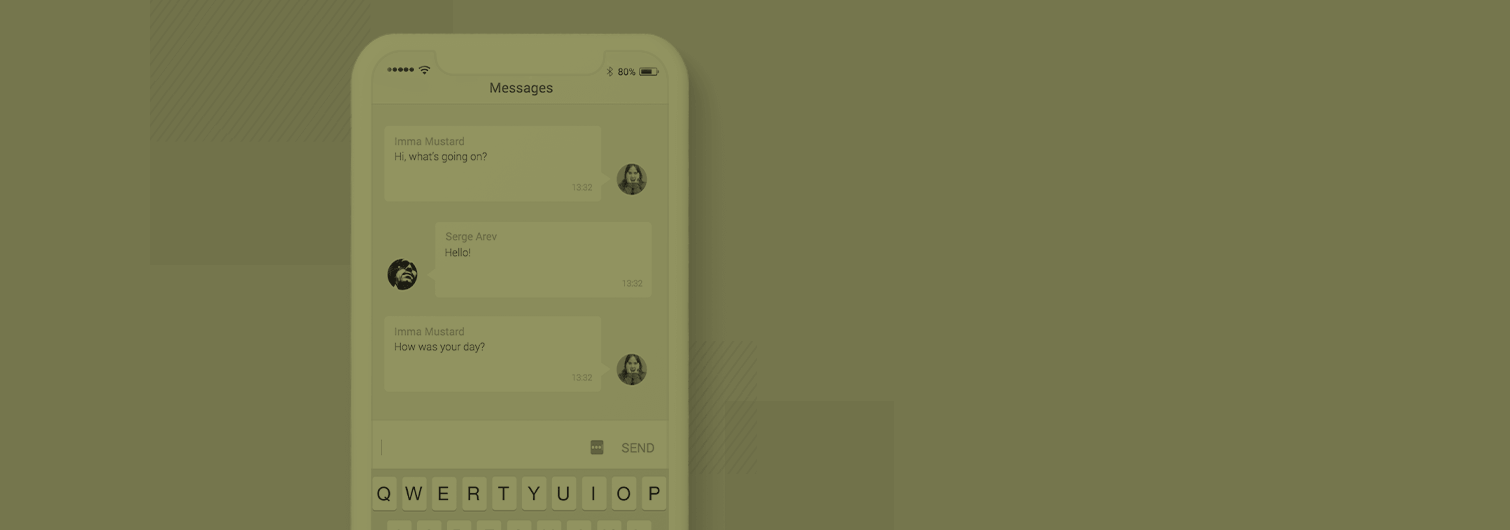 80%
Messages
Imma Mustard
Hi, what's going on?
13:32
Serge Arev
Hello!
13:32
Imma Mustard
How was your day?
13:32
SEND
Q W E R T Y U I O P